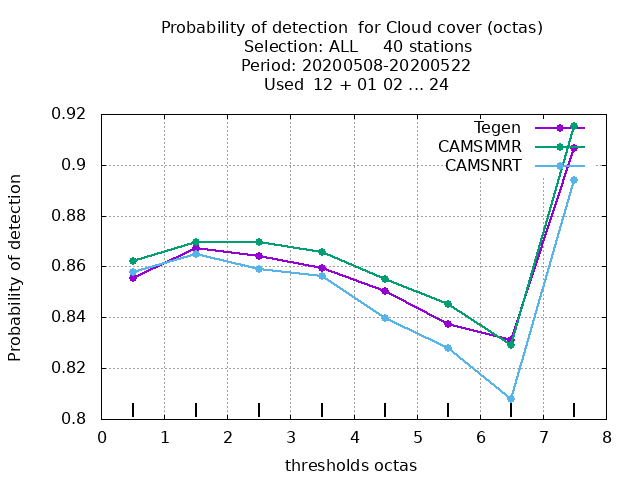 Probability of detection  for Cloud cover (octas)
Selection: ALL     40 stations
Period: 20200508-20200522
Used  12 + 01 02 ... 24
Tegen
CAMSMMR
CAMSNRT
0.92
0.9
0.88
0.86
0.84
0.82
0.8
Probability of detection
0 1 2 3 4 5 6 7 8
thresholds octas